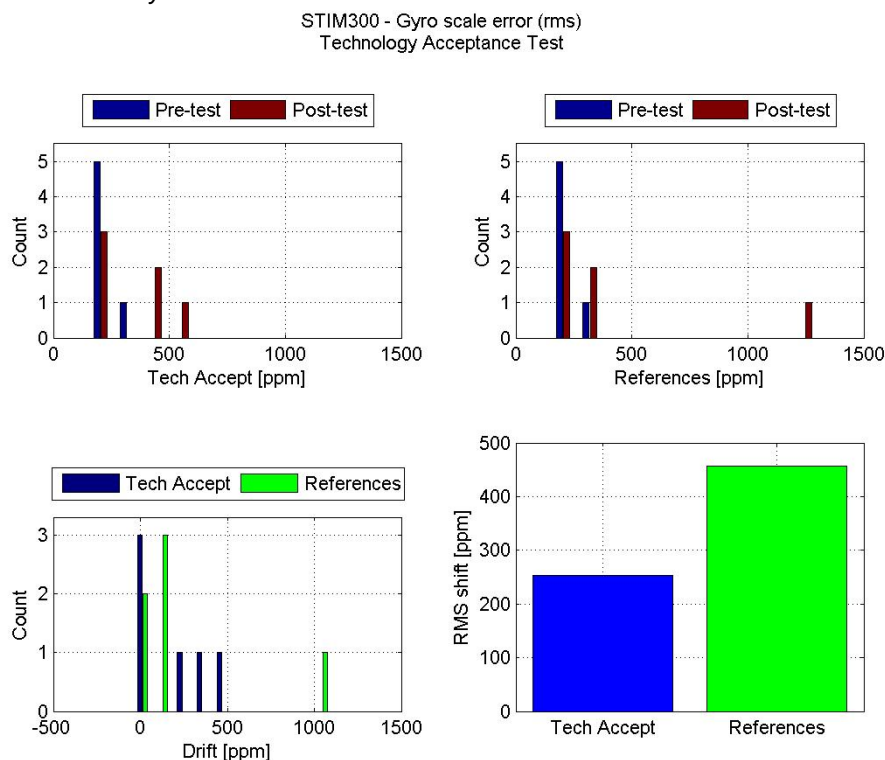 STIM300 - Gyro scale error (rms)
Technology Acceptance Test
Pre-test Post-test
5
4
3
2
1
0
Count
0 500 1000 1500
Tech Accept [ppm]
Pre-test Post-test
5
4
3
2
1
0
Count
0 500 1000 1500
References [ppm]
Tech Accept References
3
2
1
0
Count
-500 0 500 1000 1500
Drift [ppm]
500
400
300
200
100
0
RMS shift [ppm]
Tech Accept References